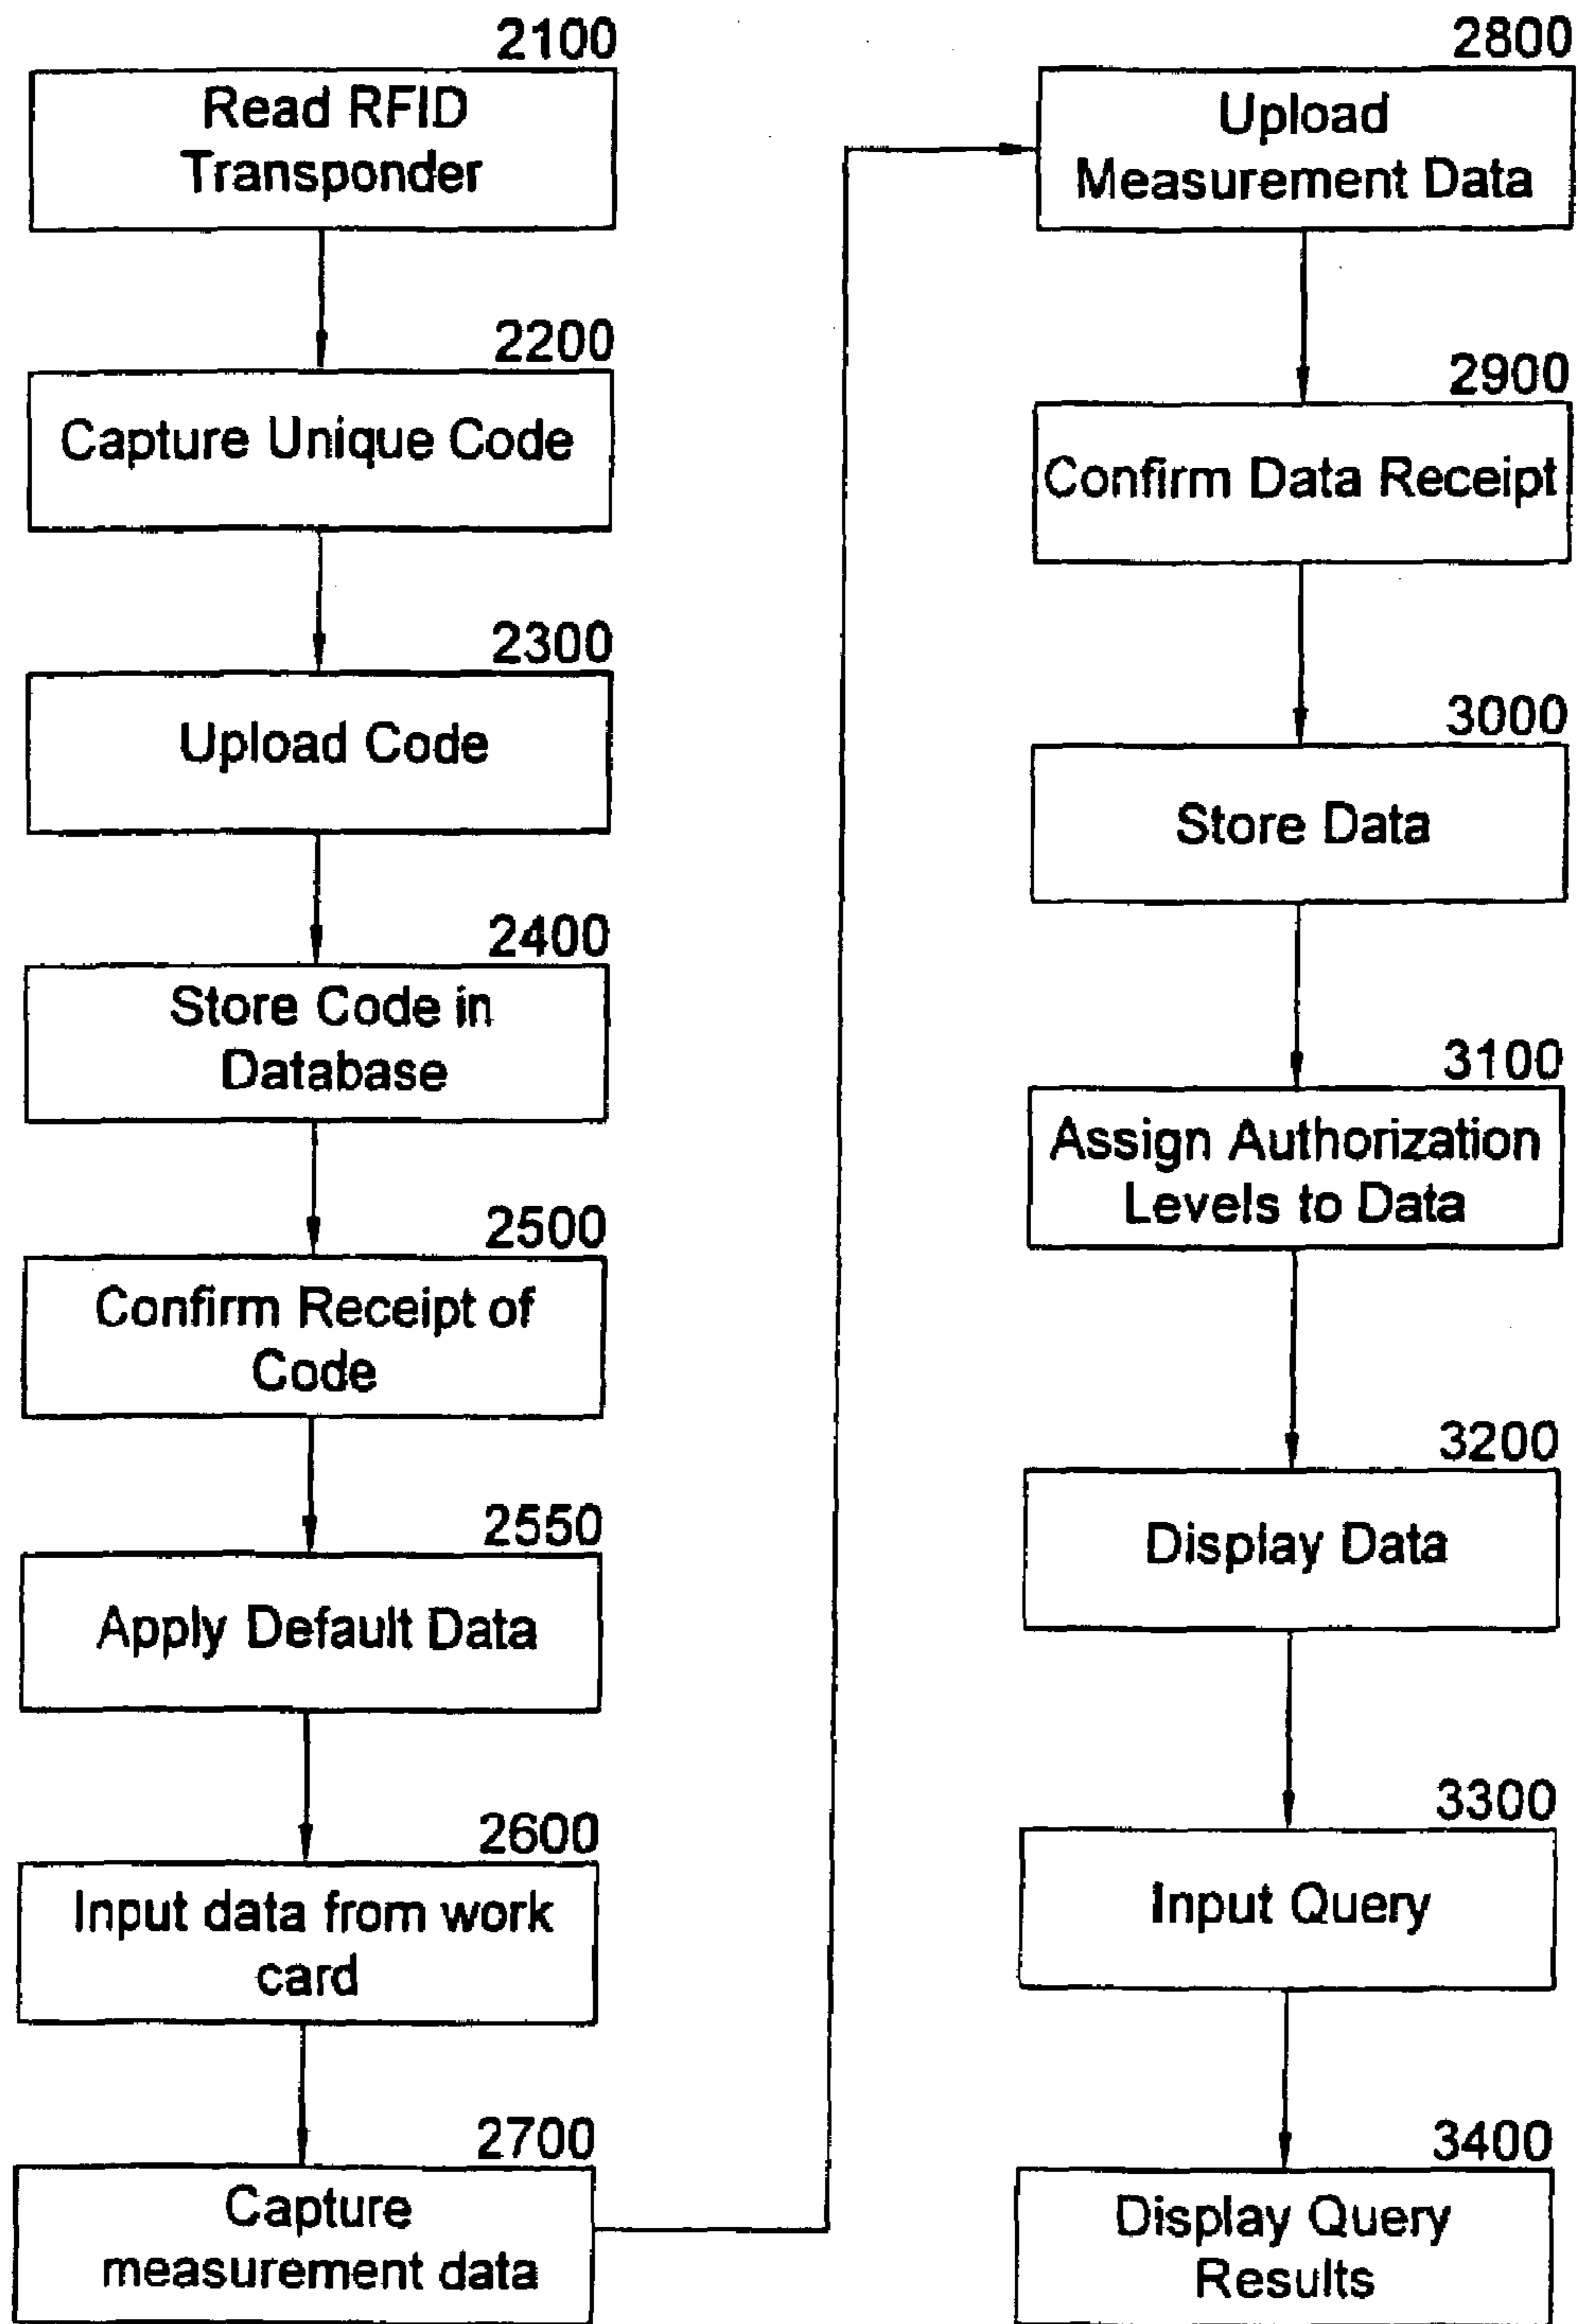 2100
Read RFID
Transponder
2200
Capture Unique Code
2300
Upload Code
2400
Store Code in
Database
2500
Confirm Receipt of
Code
2550
Apply Default Data
2600
Input data from work
card
2700
Capture
measurement data
2800
Upload
Measurement Data
2900
Confirm Data Receipt
3000
Store Data
3100
Assign Authorization
Levels to Data
3200
Display Data
3300
Input Query
3400
Display Query
Results